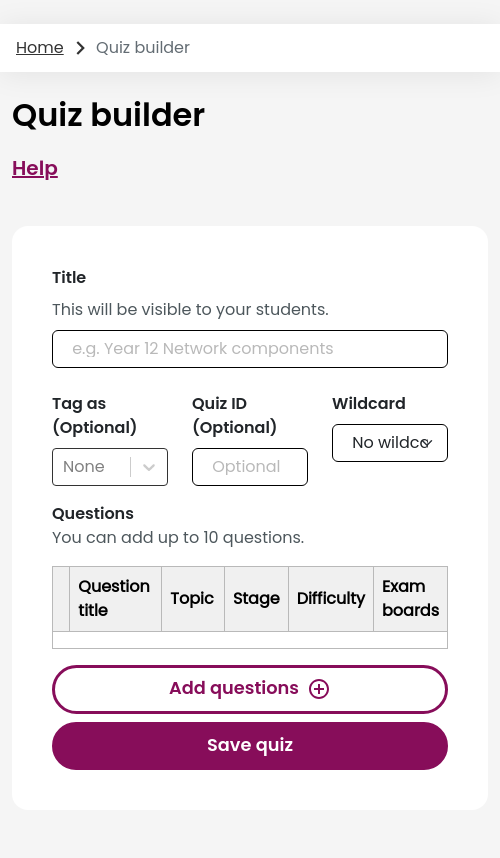 Home Quiz builder
Quiz builder
Help
Title
This will be visible to your students.
e.g. Year 12 Network components
Tag as
(Optional)
None
Quiz ID
(Optional)
Optional
Wildcard
No wildca
Questions
You can add up to 10 questions.
Question
title
Topic
Stage
Difficulty
Exam
boards
Add questions
Save quiz